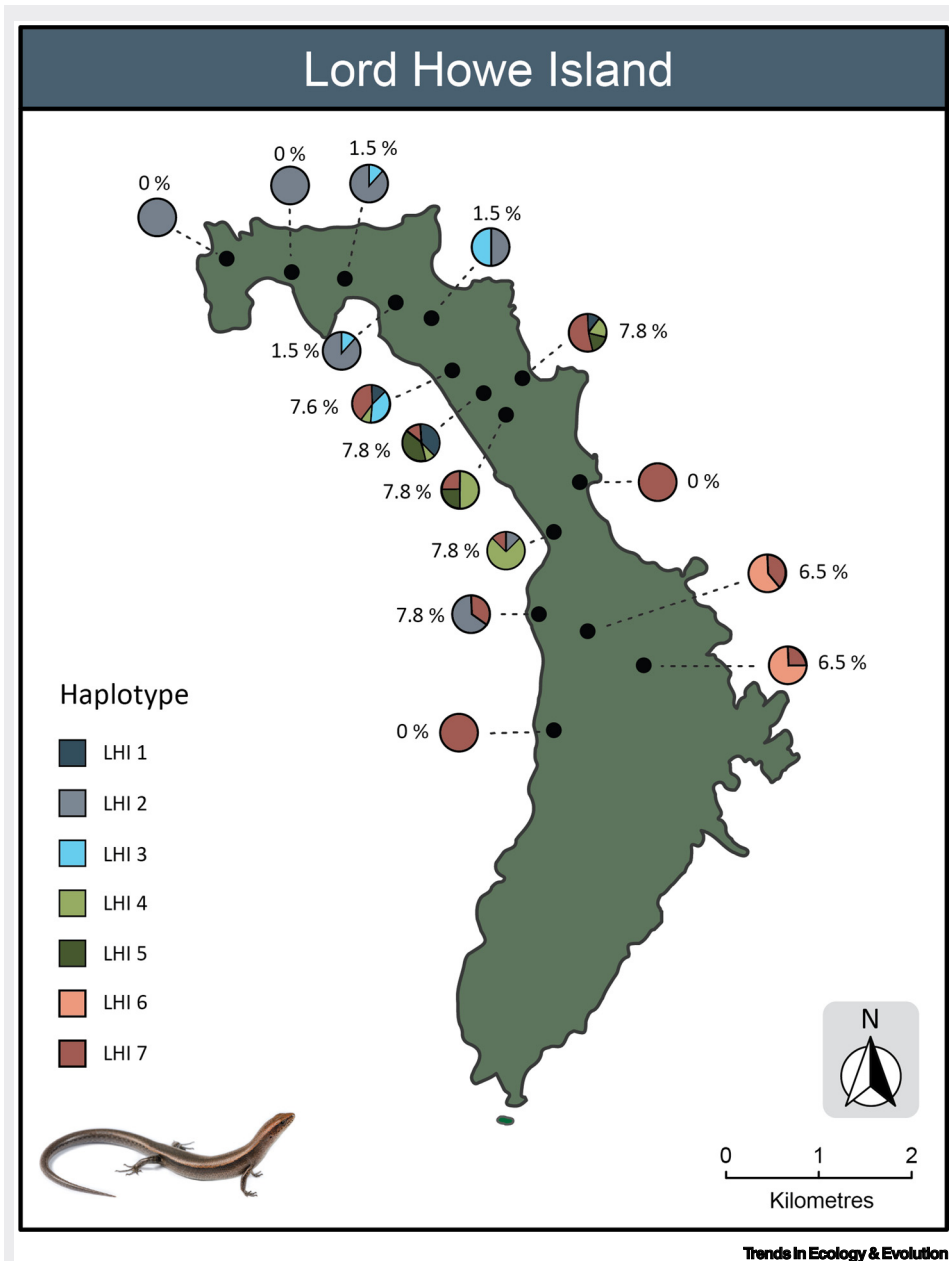 Lord Howe Island
0 %
0 %
1.5 %
1.5 %
7.8 %
1.5 %
7.6 %
7.8 %
7.8 %
0 %
7.8 %
6.5 %
7.8 %
6.5 %
0 %
Haplotype
LHI 1
LHI 2
LHI 3
LHI 4
LHI 5
LHI 6
LHI 7
N
0 1 2
Kilometres
Trends in Ecology & Evolution